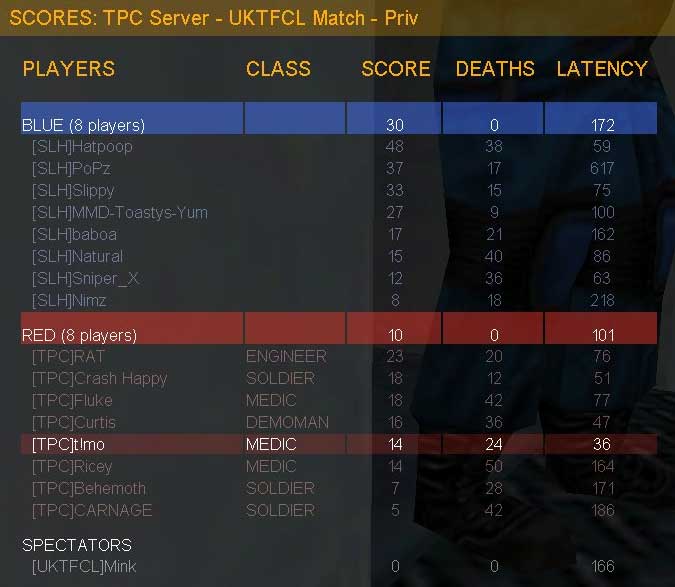 SCORES: TPC Server - UKTFCL Match - Priv
PLAYERS CLASS SCORE DEATHS LATENCY
BLUE (8 players) 30 0 172
[SLH]Hatpoop 48 38 59
[SLH]PoPz 37 17 617
[SLH]Slippy 33 15 75
[SLH]MMD-Toastys-Yum 27 9 100
[SLH]baboa 17 21 162
[SLH]Natural 15 40 86
[SLH]Sniper_X 12 36 63
[SLH]Nimz 8 18 218
RED (8 players) 10 0 101
[TPC]RAT ENGINEER 23 20 76
[TPC]Crash Happy SOLDIER 18 12 51
[TPC]Fluke MEDIC 18 42 77
[TPC]Curtis DEMOMAN 16 36 47
[TPC]t!mo MEDIC 14 24 36
[TPC]Ricey MEDIC 14 50 164
[TPC]Behemoth SOLDIER 7 28 171
[TPC]CARNAGE SOLDIER 5 42 186
SPECTATORS
[UKTFCL]Mink 0 0 166